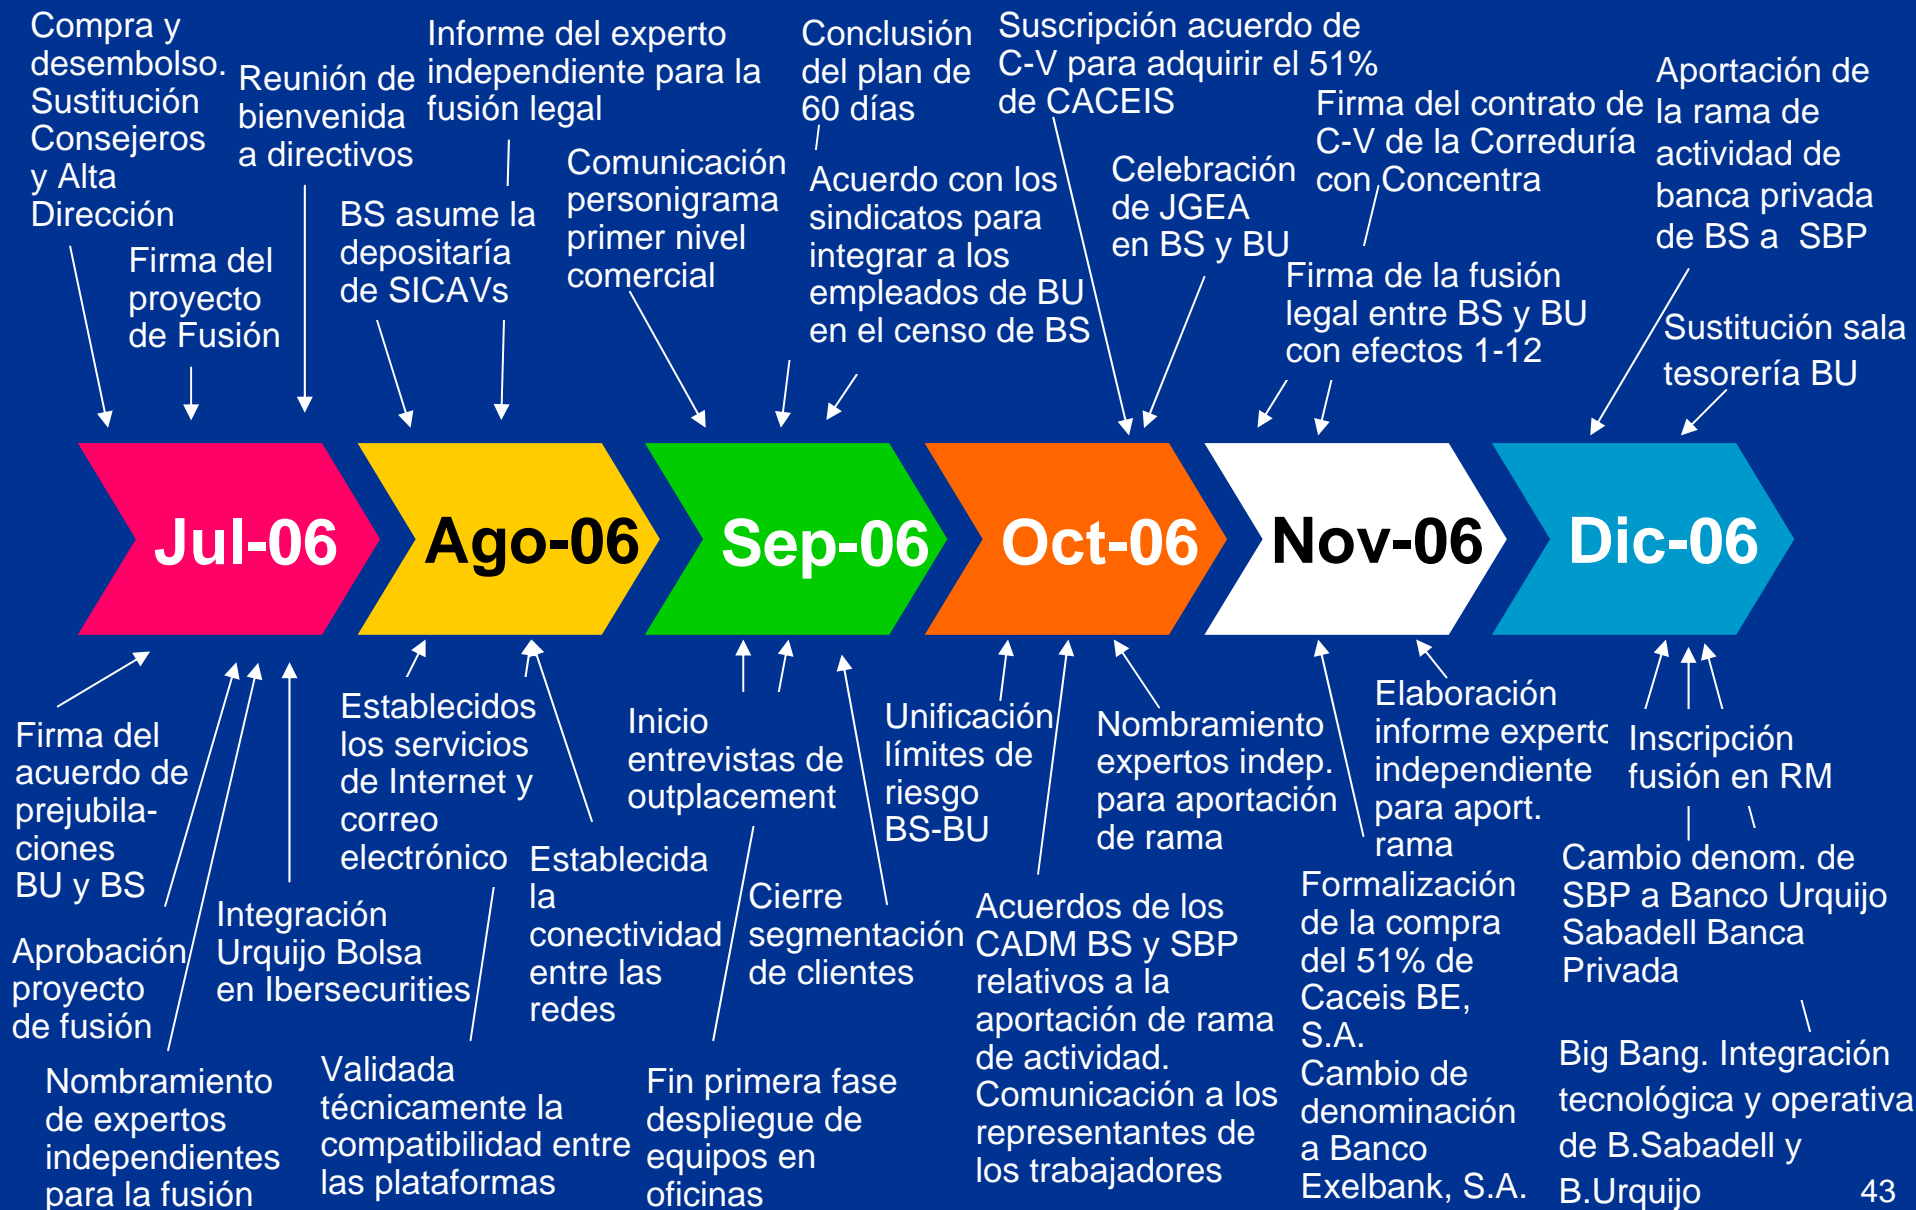 Compra y
desembolso.
Sustitución
Consejeros
y Alta
Dirección
Firma del
proyecto
de Fusión
Reunión de
bienvenida
a directivos
BS asume la
depositaría
de SICAVs
Informe del experto
independiente para la
fusión legal
Comunicación
personigrama
primer nivel
comercial
Conclusión
del plan de
60 días
Acuerdo con los
sindicatos para
integrar a los
empleados de BU
en el censo de BS
Suscripción acuerdo de
C-V para adquirir el 51%
de CACEIS
Celebración
de JGEA
en BS y BU
Firma del contrato de
C-V de la Correduría
con Concentra
Firma de la fusión
legal entre BS y BU
con efectos 1-12
Aportación de
la rama de
actividad de
banca privada
de BS a SBP
Sustitución sala
tesorería BU
Jul-06
Ago-06
Sep-06
Oct-06
Nov-06
Dic-06
Firma del
acuerdo de
prejubila-
ciones
BU y BS
Aprobación
proyecto
de fusión
Nombramiento
de expertos
independientes
para la fusión
Integración
Urquijo Bolsa
en Ibersecurities
Establecidos
los servicios
de Internet y
correo
electrónico
Validada
técnicamente la
compatibilidad entre
las plataformas
Establecida
la
conectividad
entre las
redes
Inicio
entrevistas de
outplacement
Fin primera fase
despliegue de
equipos en
oficinas
Cierre
segmentación
de clientes
Unificación
límites de
riesgo
BS-BU
Acuerdos de los
CADM BS y SBP
relativos a la
aportación de rama
de actividad.
Comunicación a los
representantes de
los trabajadores
Nombramiento
expertos indep.
para aportación
de rama
Formalización
de la compra
del 51% de
Caceis BE,
S.A.
Cambio de
denominación
a Banco
Exelbank, S.A.
Elaboración
informe experto
independiente
para aport.
rama
Inscripción
fusión en RM
Cambio denom. de
SBP a Banco Urquijo
Sabadell Banca
Privada
Big Bang. Integración
tecnológica y operativa
de B.Sabadell y
B.Urquijo
43